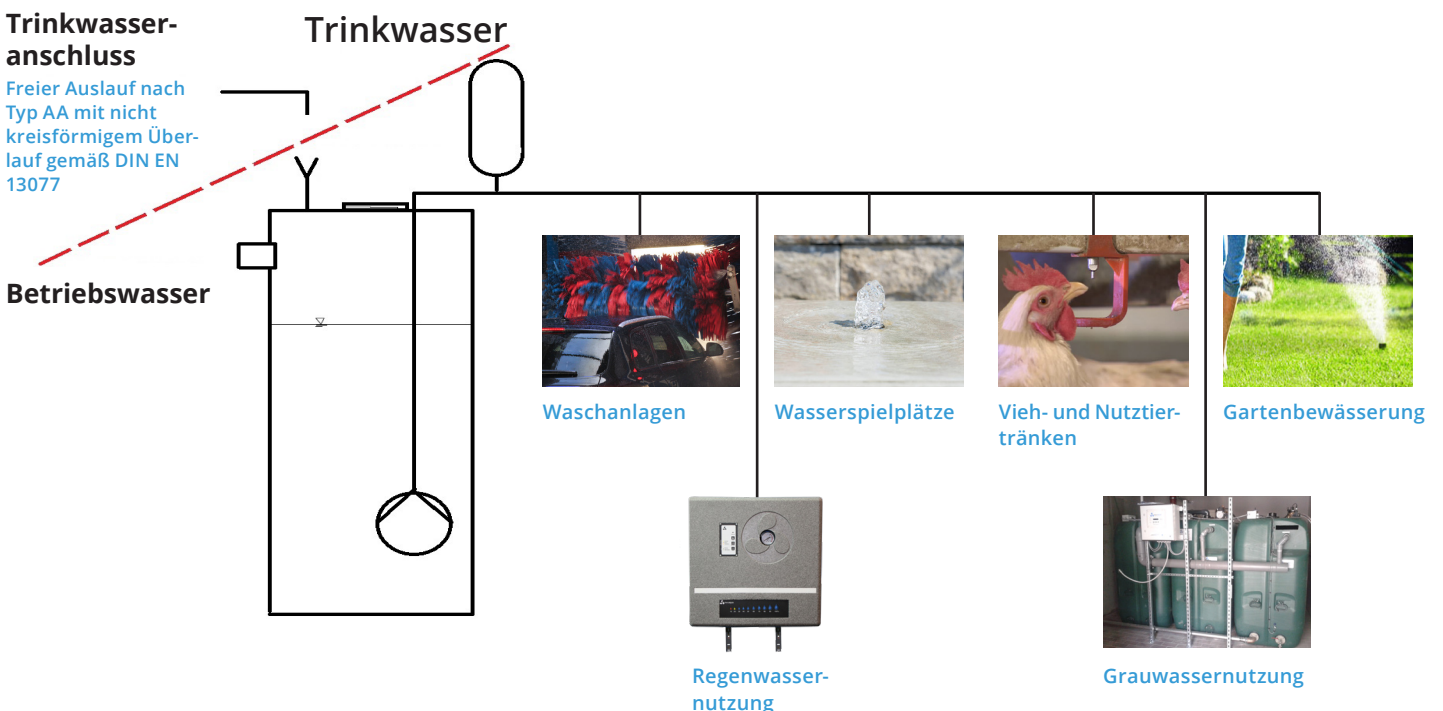 Trinkwasser-
anschluss
Freier Auslauf nach
Typ AA mit nicht
kreisförmigem Über-
lauf gemäß DIN EN
13077
Trinkwasser
Betriebswasser
Waschanlagen
Wasserspielplätze
Vieh- und Nutztier-
tränken
Gartenbewässerung
Regenwasser-
nutzung
Grauwassernutzung